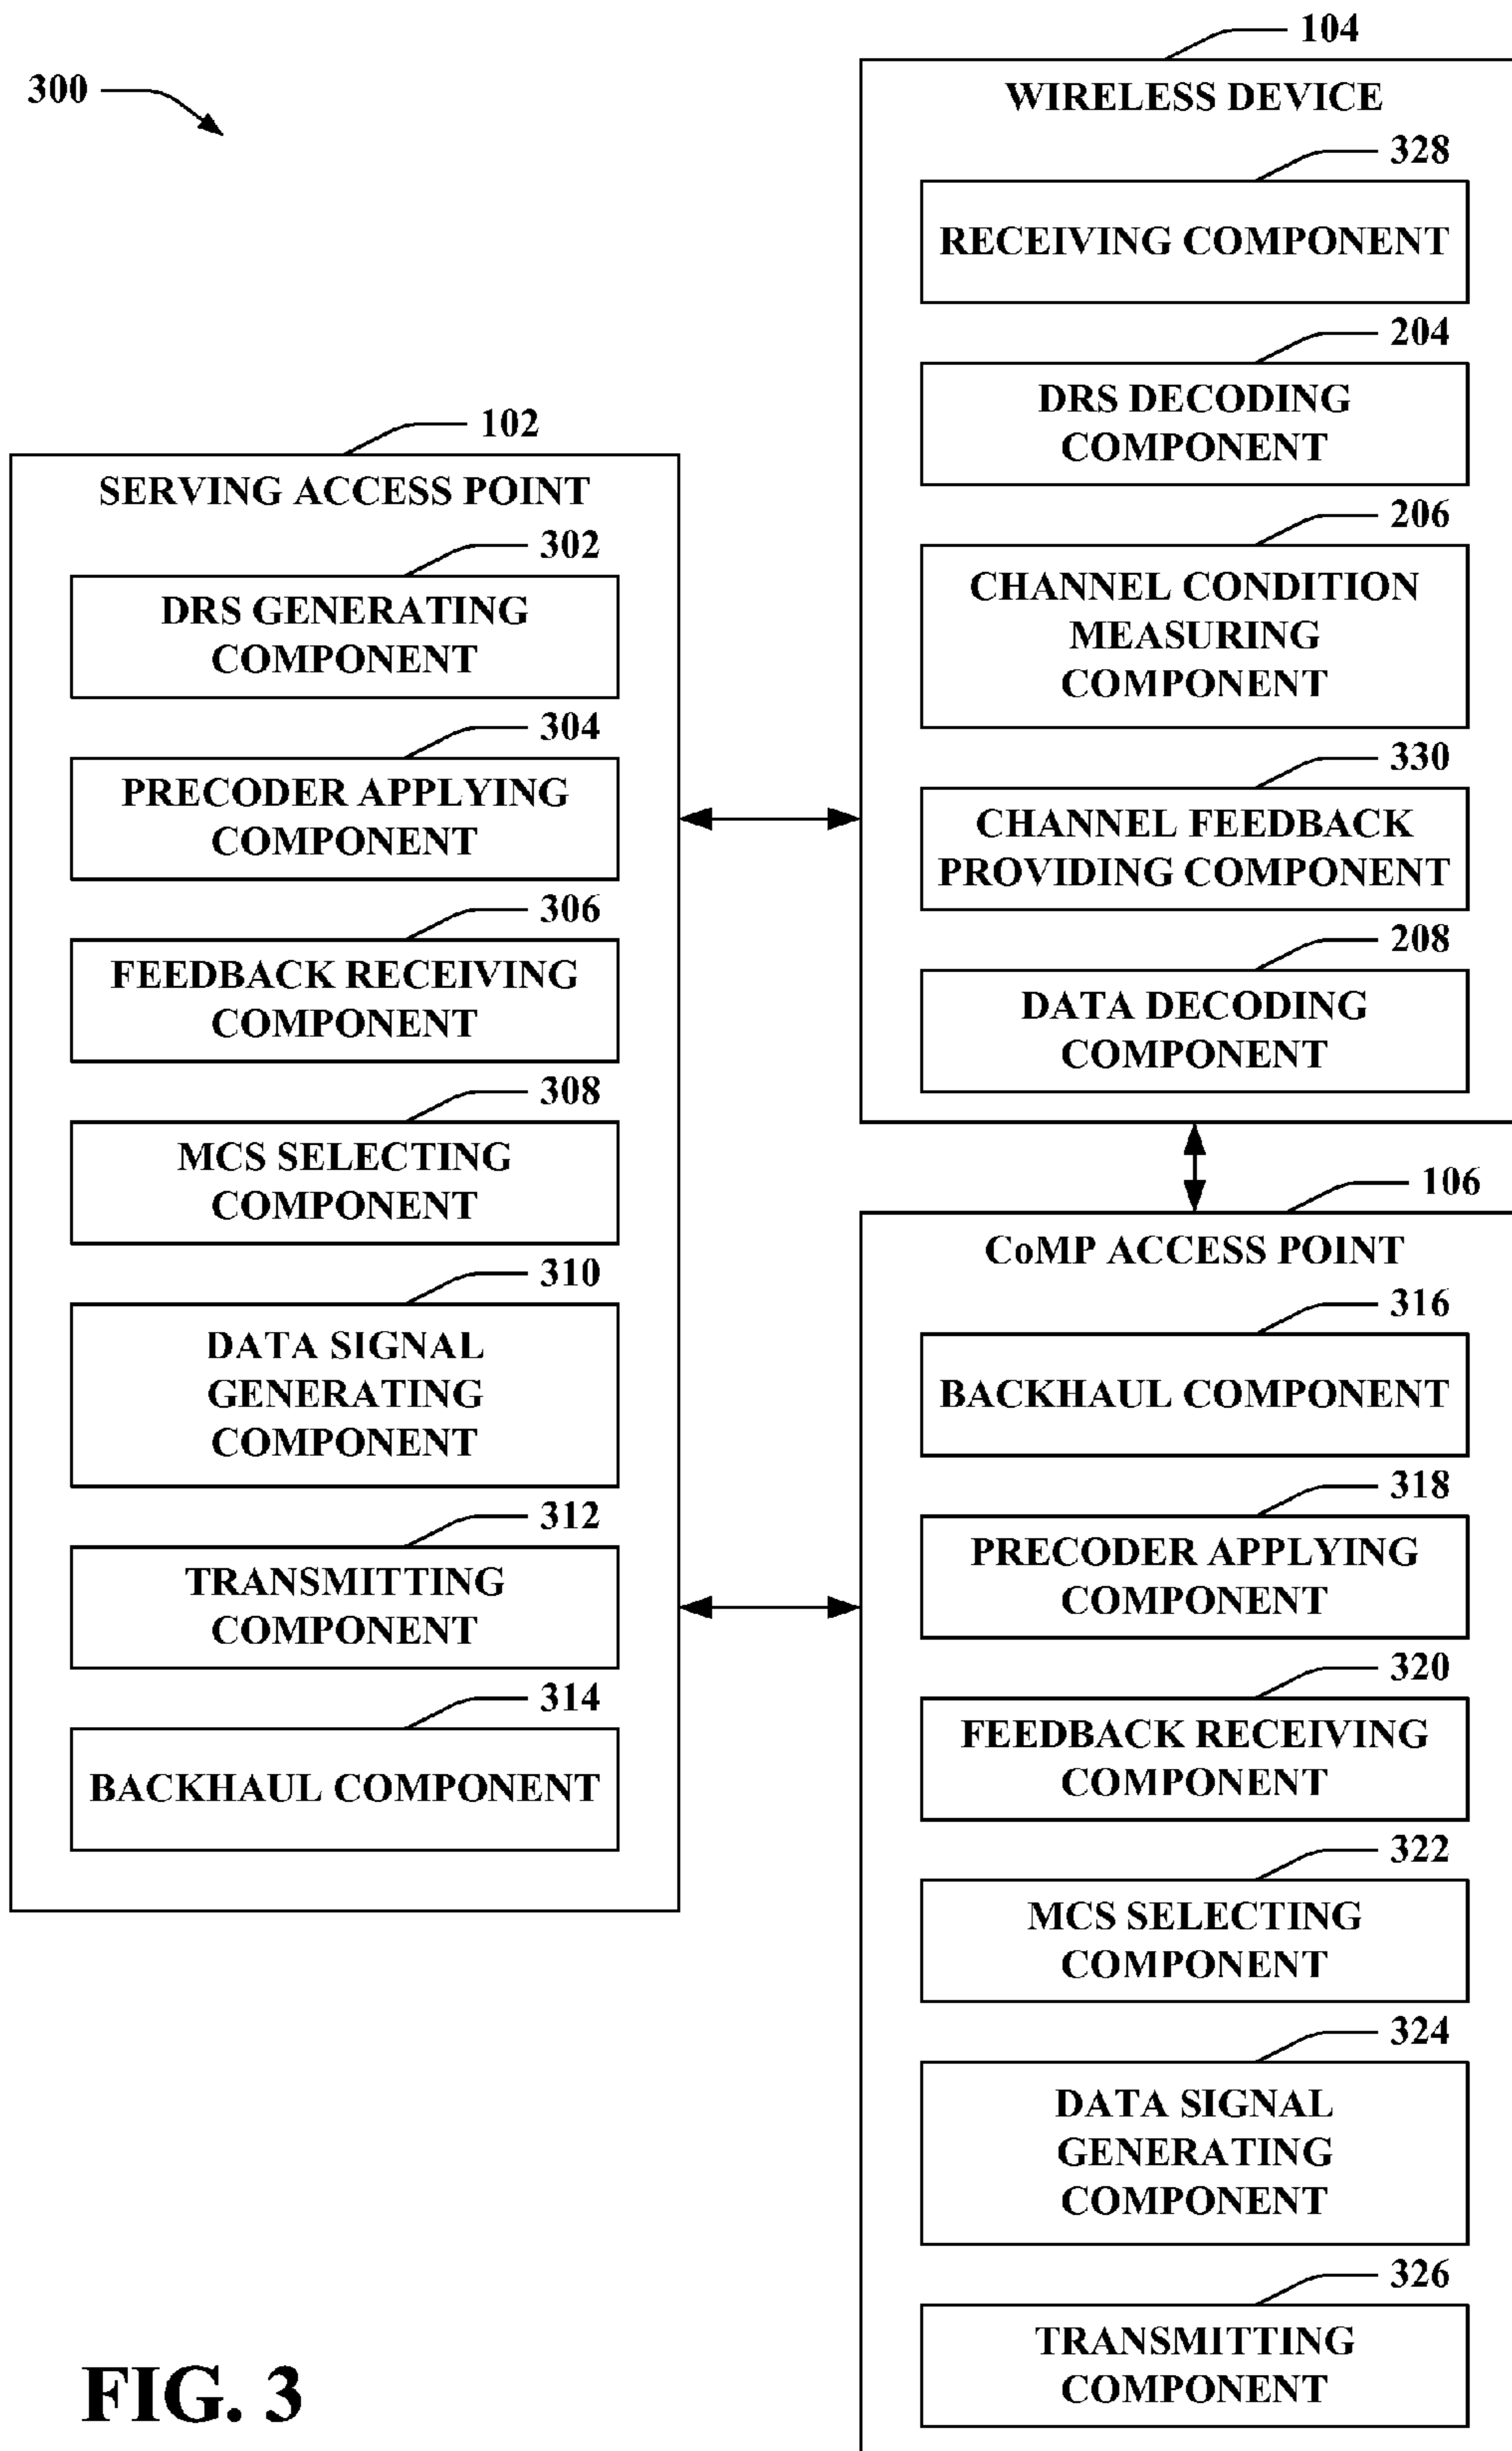 300
104
WIRELESS DEVICE
328
RECEIVING COMPONENT
204
DRS DECODING
COMPONENT
206
CHANNEL CONDITION
MEASURING
COMPONENT
330
CHANNEL FEEDBACK
PROVIDING COMPONENT
208
DATA DECODING
COMPONENT
102
SERVING ACCESS POINT
302
DRS GENERATING
COMPONENT
304
PRECODER APPLYING
COMPONENT
306
FEEDBACK RECEIVING
COMPONENT
308
MCS SELECTING
COMPONENT
310
DATA SIGNAL
GENERATING
COMPONENT
312
TRANSMITTING
COMPONENT
314
BACKHAUL COMPONENT
106
CoMP ACCESS POINT
316
BACKHAUL COMPONENT
318
PRECODER APPLYING
COMPONENT
320
FEEDBACK RECEIVING
COMPONENT
322
MCS SELECTING
COMPONENT
324
DATA SIGNAL
GENERATING
COMPONENT
326
TRANSMITTING
COMPONENT
FIG. 3